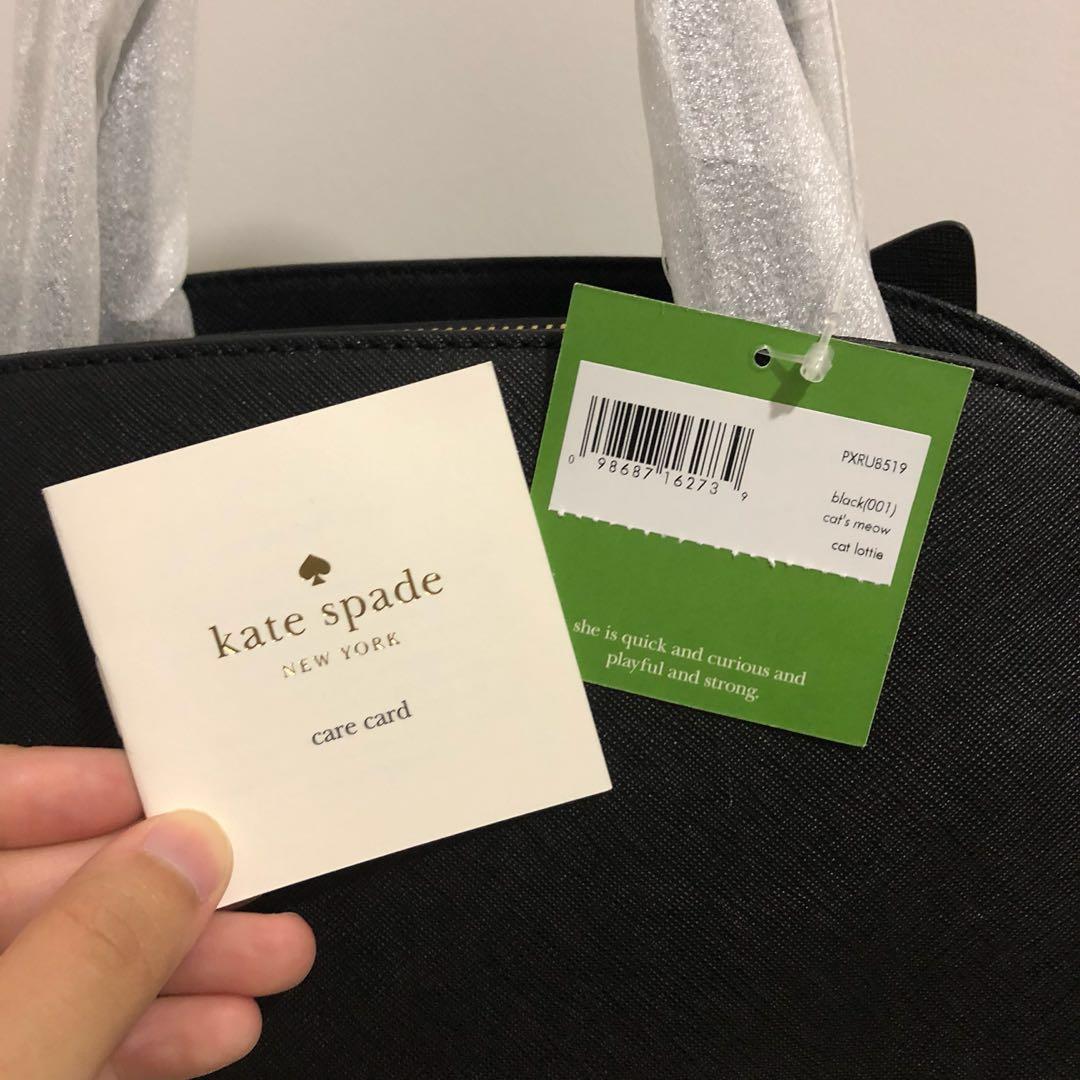 kate spade
NEW YORK
care card
0 98687 16273 9
PXRU8519
black(001)
cat's meow
cat lottie
she is quick and curious and
playful and strong.